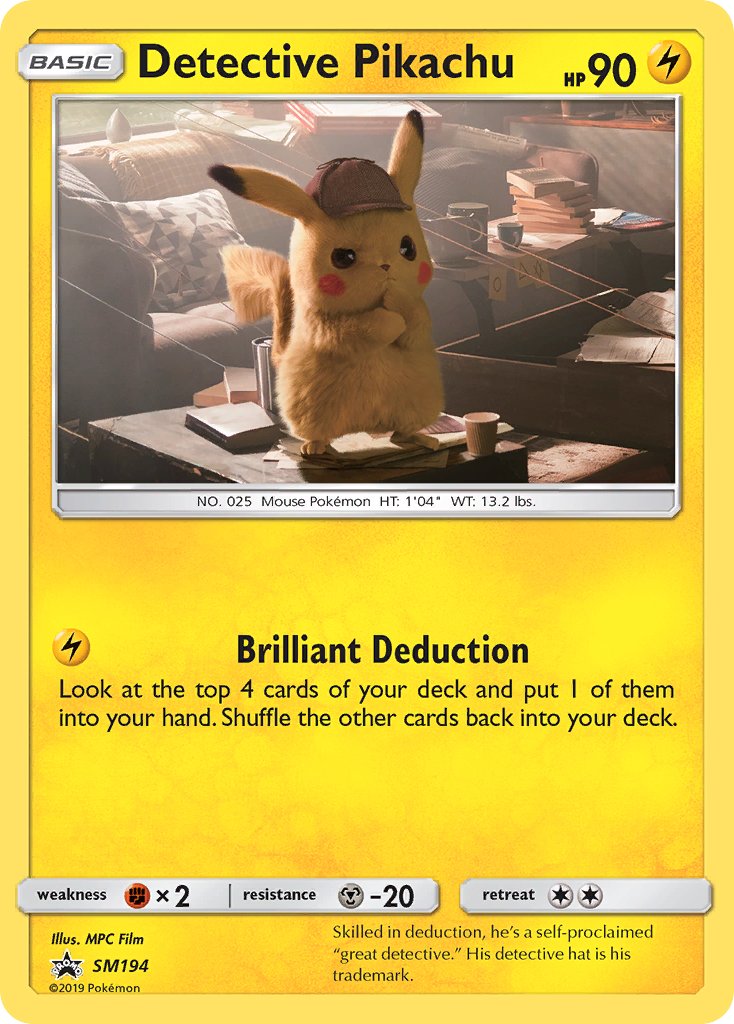 BASIC Detective Pikachu HP 90
NO. 025 Mouse Pokémon HT: 1'04" WT: 13.2 lbs.
Brilliant Deduction
Look at the top 4 cards of your deck and put 1 of them
into your hand. Shuffle the other cards back into your deck.
weakness ×2 resistance -20 retreat
Illus. MPC Film
PROMO SM194
©2019 Pokémon
Skilled in deduction, he's a self-proclaimed
“great detective.” His detective hat is his
trademark.